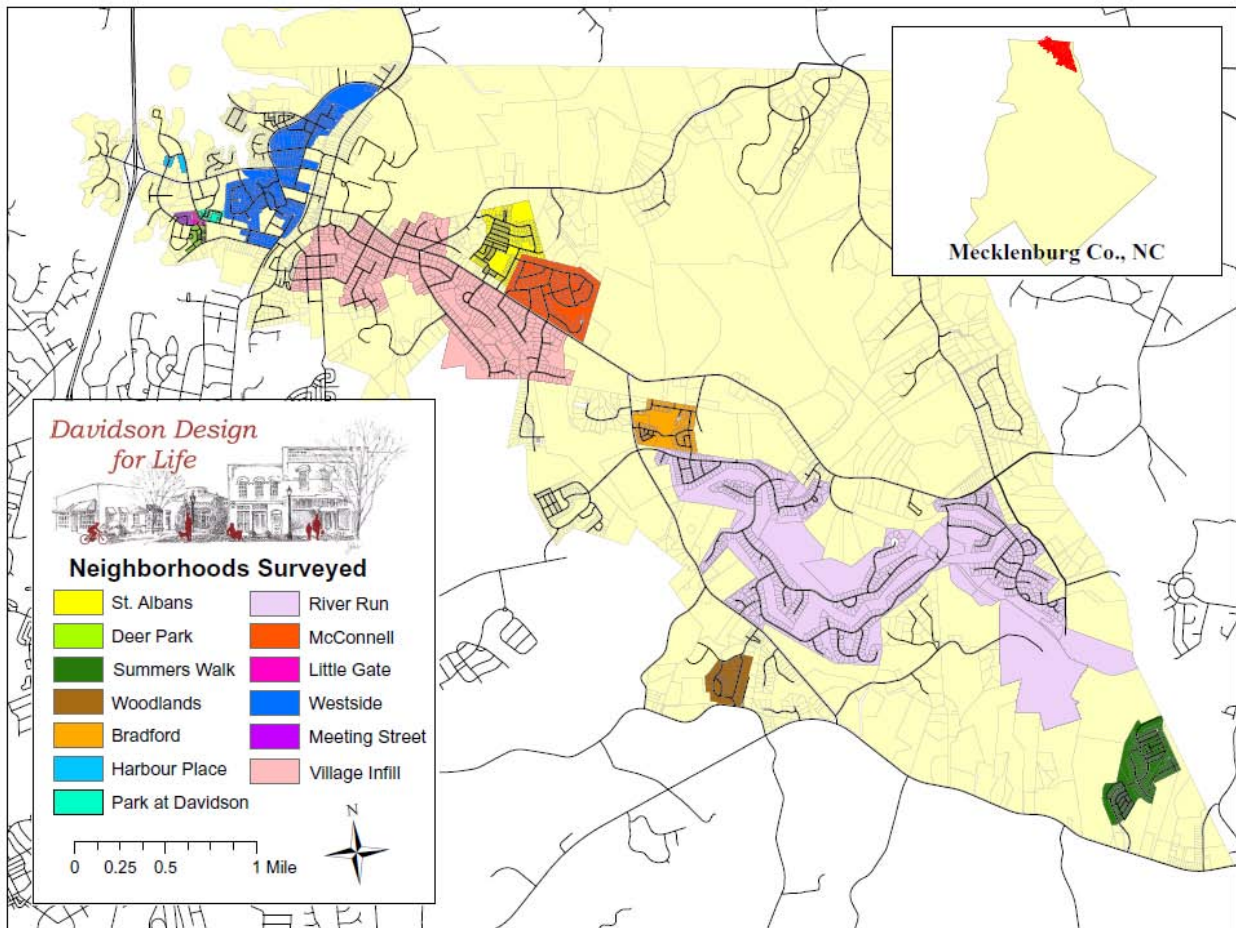 Mecklenburg Co., NC
Davidson Design
for Life
Neighborhoods Surveyed
St. Albans
Deer Park
Summers Walk
Woodlands
Bradford
Harbour Place
Park at Davidson
River Run
McConnell
Little Gate
Westside
Meeting Street
Village Infill
N
0 0.25 0.5 1 Mile